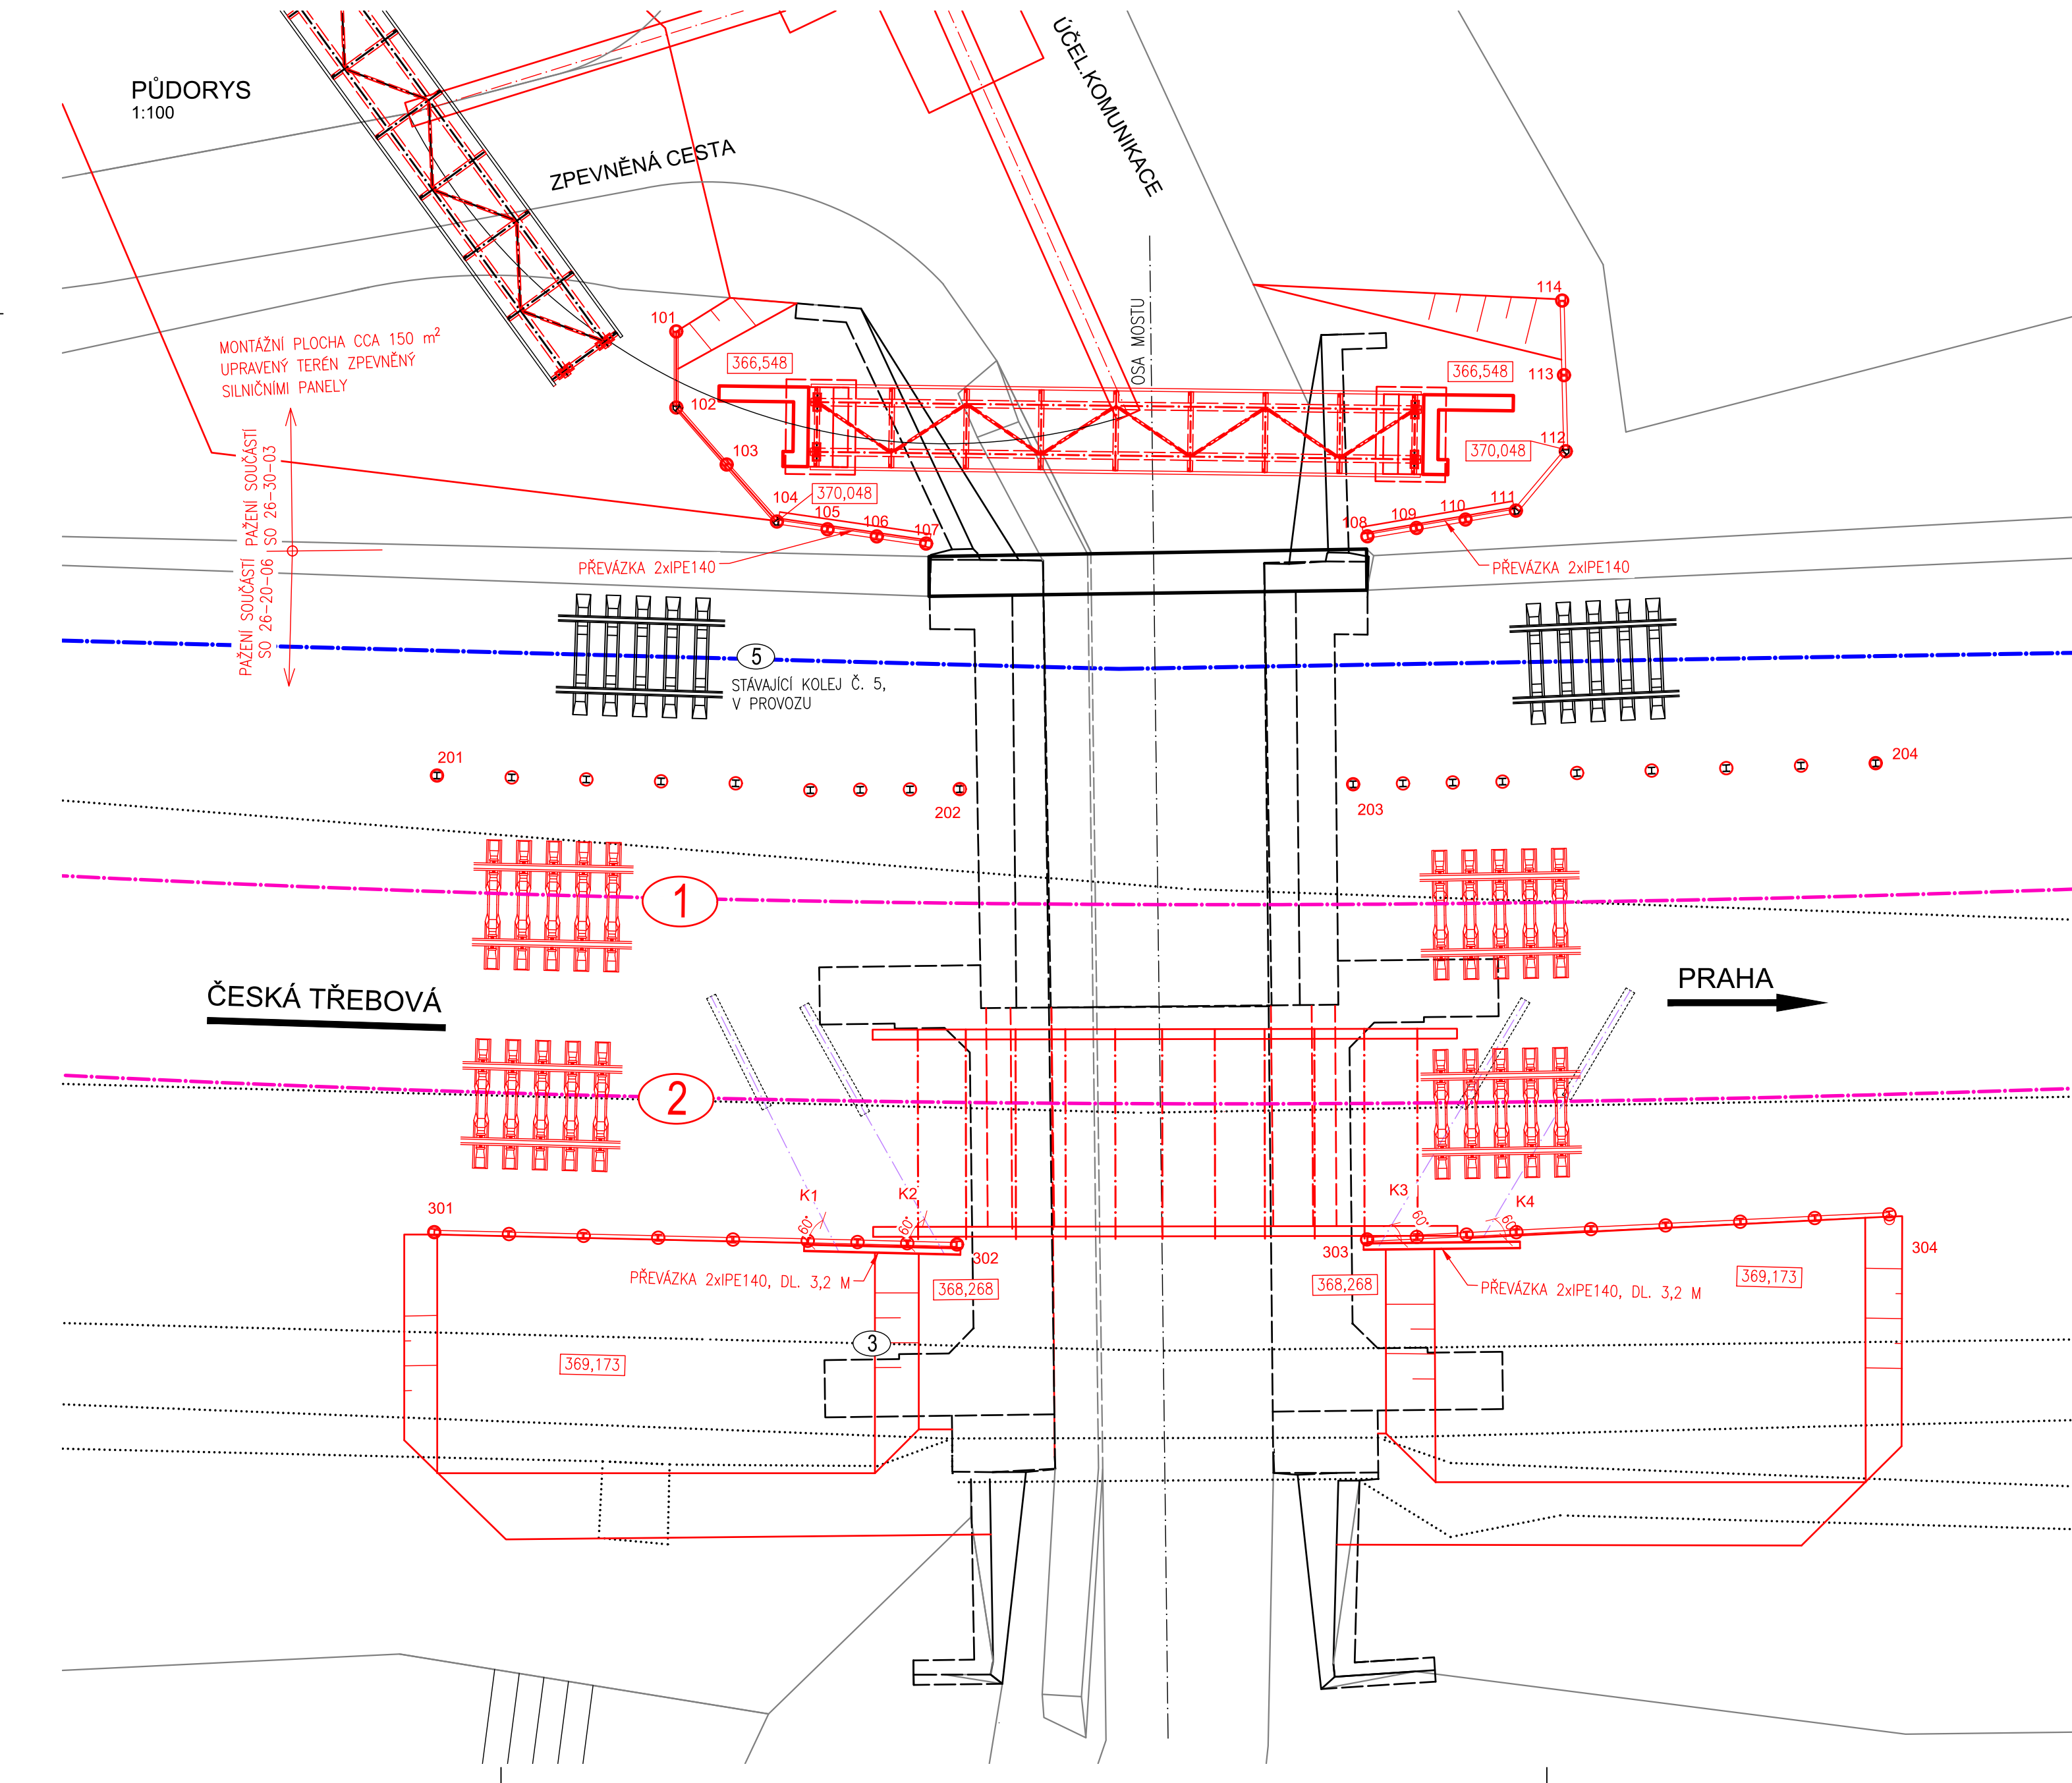 PŮDORYS
1:100
ZPEVNĚNÁ CESTA
ÚČEL.KOMUNIKACE
OSA MOSTU
MONTÁŽNÍ PLOCHA CCA 150 m²
UPRAVENÝ TERÉN ZPEVNĚNÝ
SILNIČNÍMI PANELY
PAŽENÍ SOUČÁSTÍ
SO 26-30-03
PAŽENÍ SOUČÁSTÍ
SO 26-20-06
101
366,548
102
103
104
370,048
105
106
107
PŘEVÁZKA 2xIPE140
114
366,548
113
112
370,048
111
110
109
108
PŘEVÁZKA 2xIPE140
5
STÁVAJÍCÍ KOLEJ Č. 5,
V PROVOZU
201
202
203
204
1
ČESKÁ TŘEBOVÁ
PRAHA
2
K1
K2
K3
K4
60°
60°
60°
60°
301
302
303
304
PŘEVÁZKA 2xIPE140, DL. 3,2 M
368,268
368,268
PŘEVÁZKA 2xIPE140, DL. 3,2 M
369,173
3
369,173